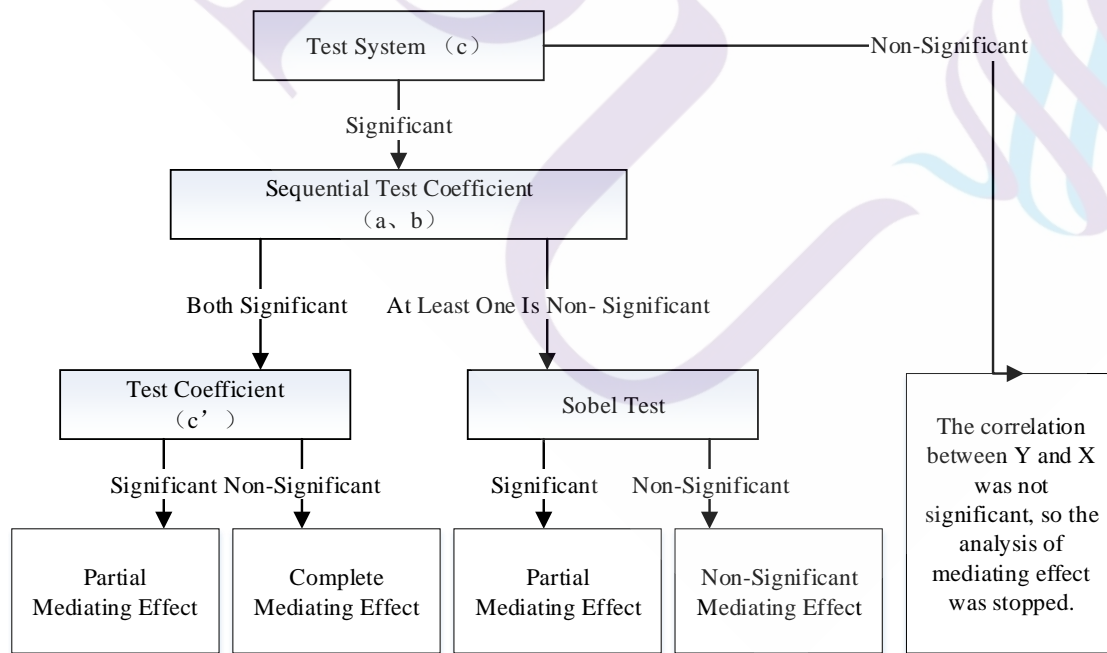 Test System （c）
Non-Significant
Significant
Sequential Test Coefficient
（a、b）
Both Significant
At Least One Is Non- Significant
Test Coefficient
（c’）
Sobel Test
Significant
Non-Significant
Significant
Non-Significant
Partial
Mediating Effect
Complete
Mediating Effect
Partial
Mediating Effect
Non-Significant
Mediating Effect
The correlation
between Y and X
was not
significant, so the
analysis of
mediating effect
was stopped.